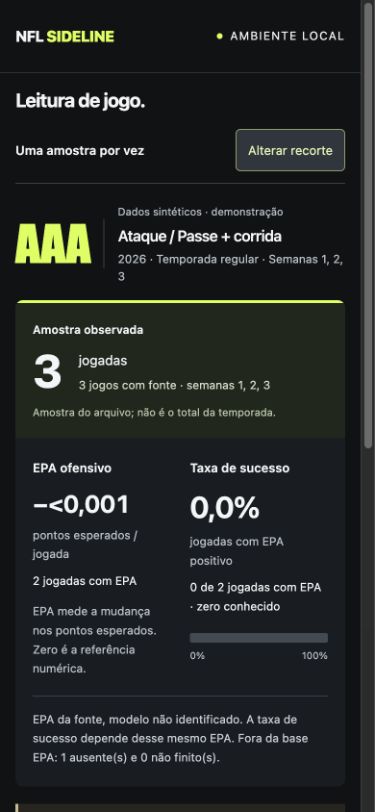 NFL SIDELINE
AMBIENTE LOCAL
Leitura de jogo.
Uma amostra por vez
Alterar recorte
AAA
Dados sintéticos · demonstração
Ataque / Passe + corrida
2026 · Temporada regular · Semanas 1, 2,
3
Amostra observada
3
jogadas
3 jogos com fonte · semanas 1, 2, 3
Amostra do arquivo; não é o total da temporada.
EPA ofensivo
−<0,001
pontos esperados /
jogada
2 jogadas com EPA
EPA mede a mudança
nos pontos esperados.
Zero é a referência
numérica.
Taxa de sucesso
0,0%
jogadas com EPA
positivo
0 de 2 jogadas com EPA
· zero conhecido
0%
100%
EPA da fonte, modelo não identificado. A taxa de
sucesso depende desse mesmo EPA. Fora da base
EPA: 1 ausente(s) e 0 não finito(s).